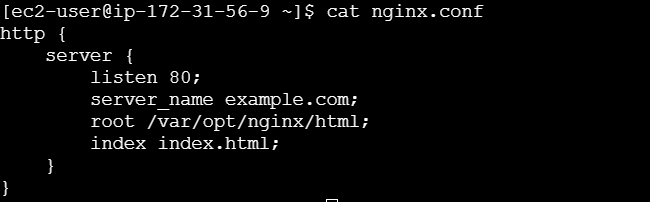 [ec2-user@ip-172-31-56-9 ~]$ cat nginx.conf
http {
    server {
        listen 80;
        server_name example.com;
        root /var/opt/nginx/html;
        index index.html;
    }
}